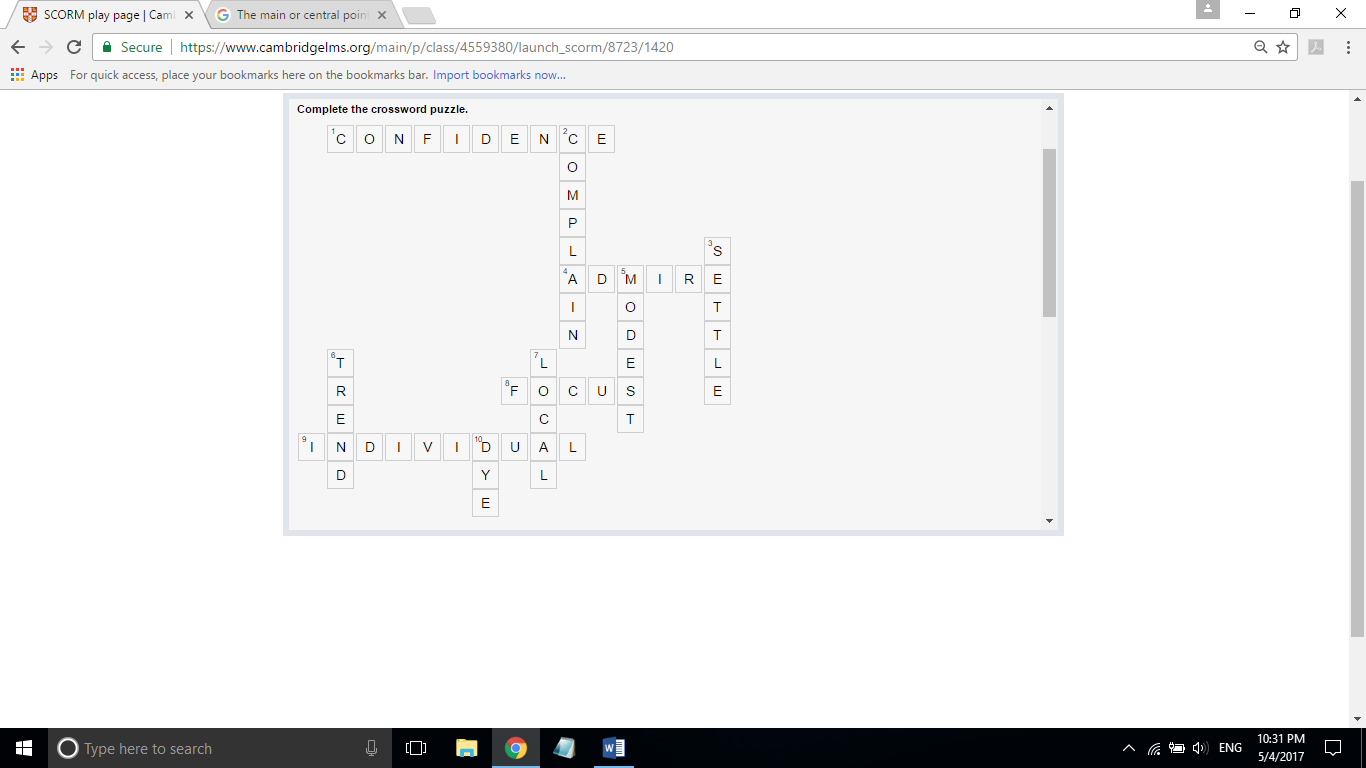 SCORM play page | Cam
The main or central poin
Secure https://www.cambridgelms.org/main/p/class/4559380/launch_scorm/8723/1420
Apps For quick access, place your bookmarks here on the bookmarks bar. Import bookmarks now...
Complete the crossword puzzle.
1 C O N F I D E N 2 C E
O
M
P
L 3 S
4 A D 5 M I R E
I O T
N D T
6 T 7 L E L
R 8 F O C U S E
E C T
9 I N D I V I 10 D U A L
D Y L
E
Type here to search
ENG
10:31 PM
5/4/2017